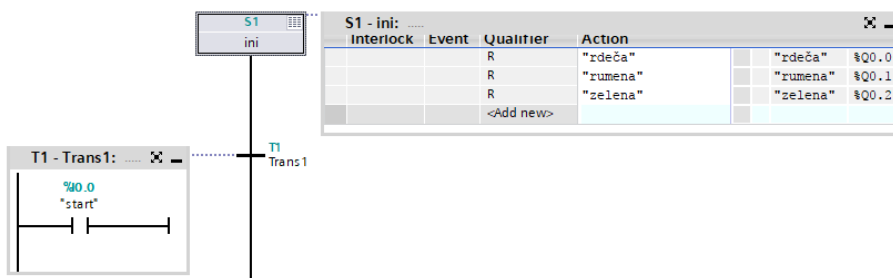 S1
ini
S1 - ini: .....
Interlock Event Qualifier Action
R "rdeča" "rdeča" %Q0.0
R "rumena" "rumena" %Q0.1
R "zelena" "zelena" %Q0.2
<Add new>
T1 - Trans1: .....
T1
Trans1
%I0.0
"start"